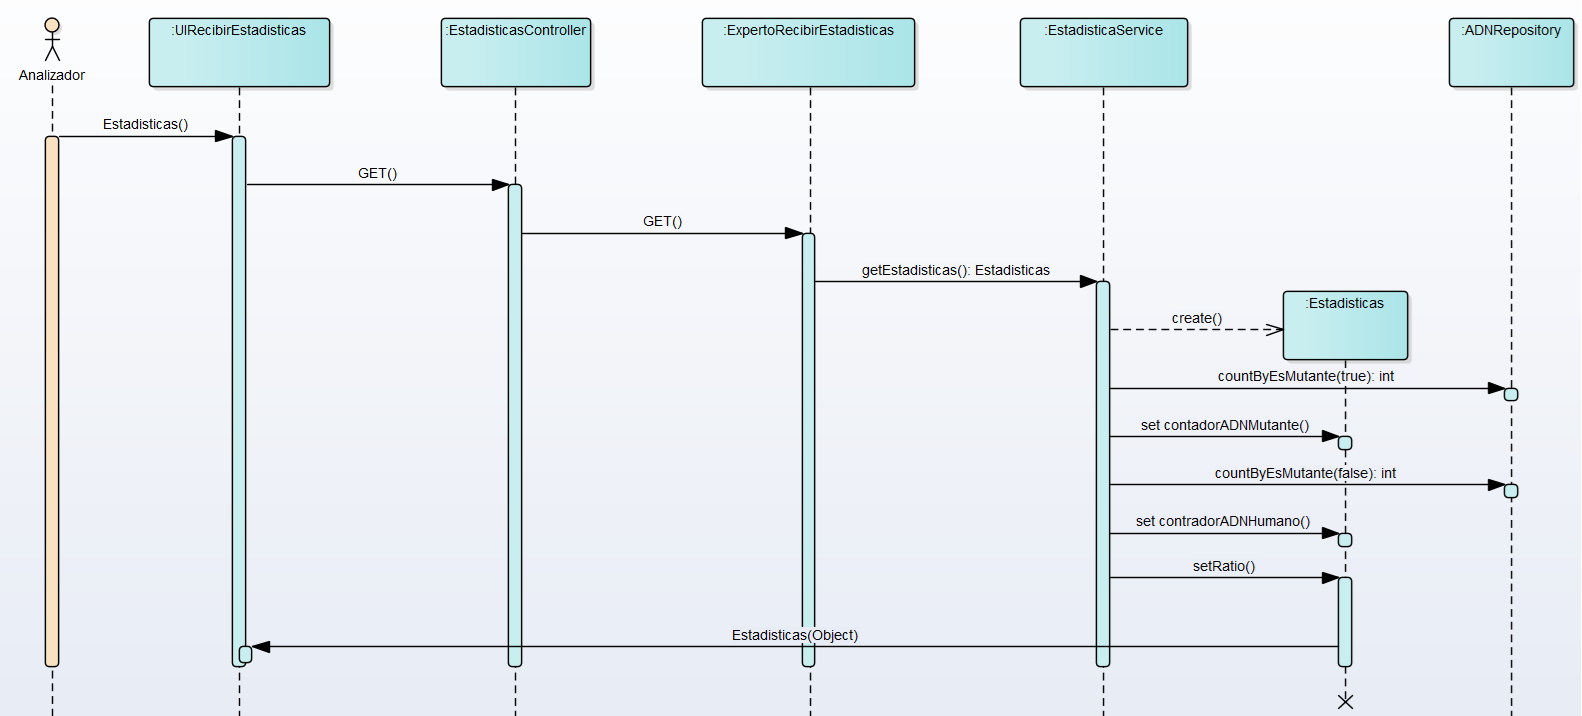 Analizador
:UIRecibirEstadisticas
:EstadisticasController
:ExpertoRecibirEstadisticas
:EstadisticaService
:ADNRepository
Estadisticas()
GET()
GET()
getEstadisticas(): Estadisticas
:Estadisticas
create()
countByEsMutante(true): int
set contadorADNMutante()
countByEsMutante(false): int
set contradorADNHumano()
setRatio()
Estadisticas(Object)